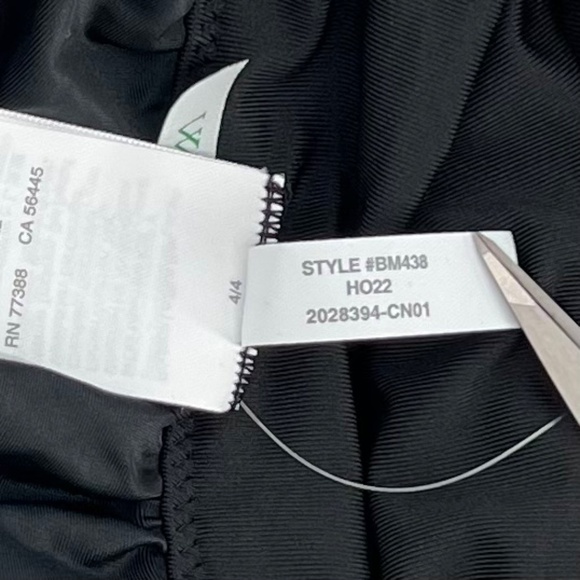 STYLE #BM438
HO22
2028394-CN01
4/4
RN 77388 CA 56445